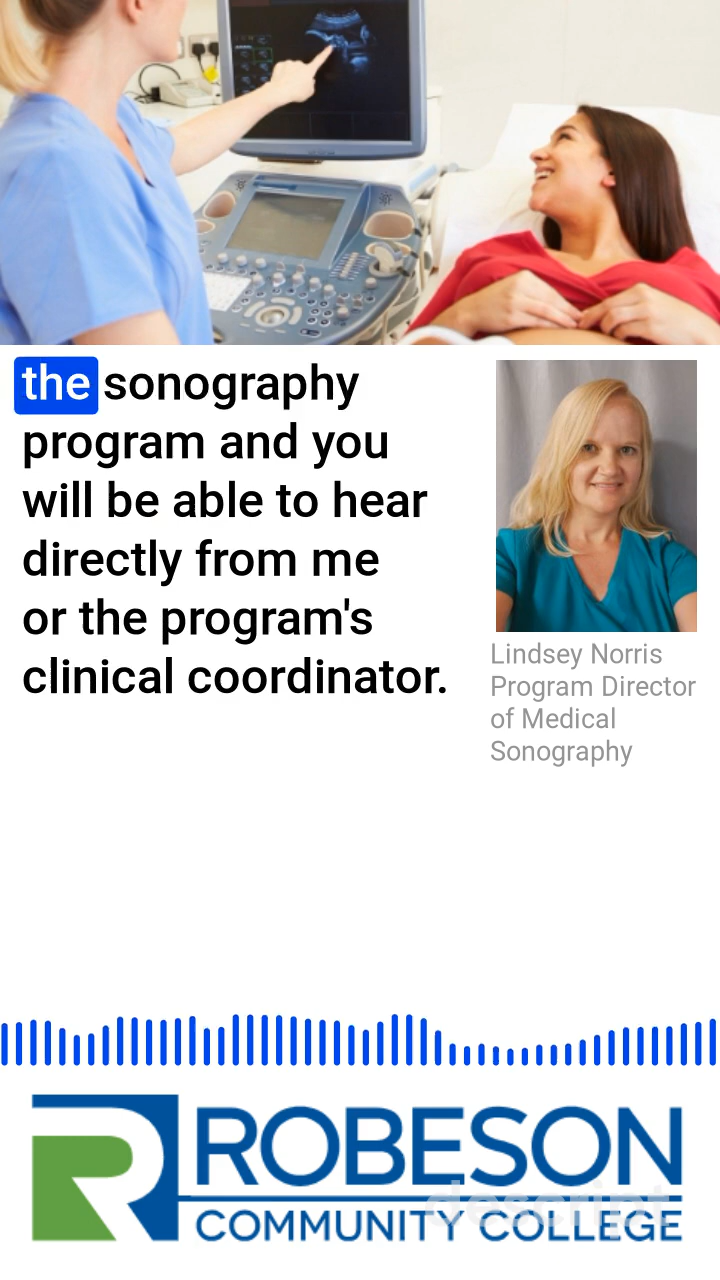 the sonography
program and you
will be able to hear
directly from me
or the program's
clinical coordinator.
Lindsey Norris
Program Director
of Medical
Sonography
ROBESON
COMMUNITY COLLEGE
descript